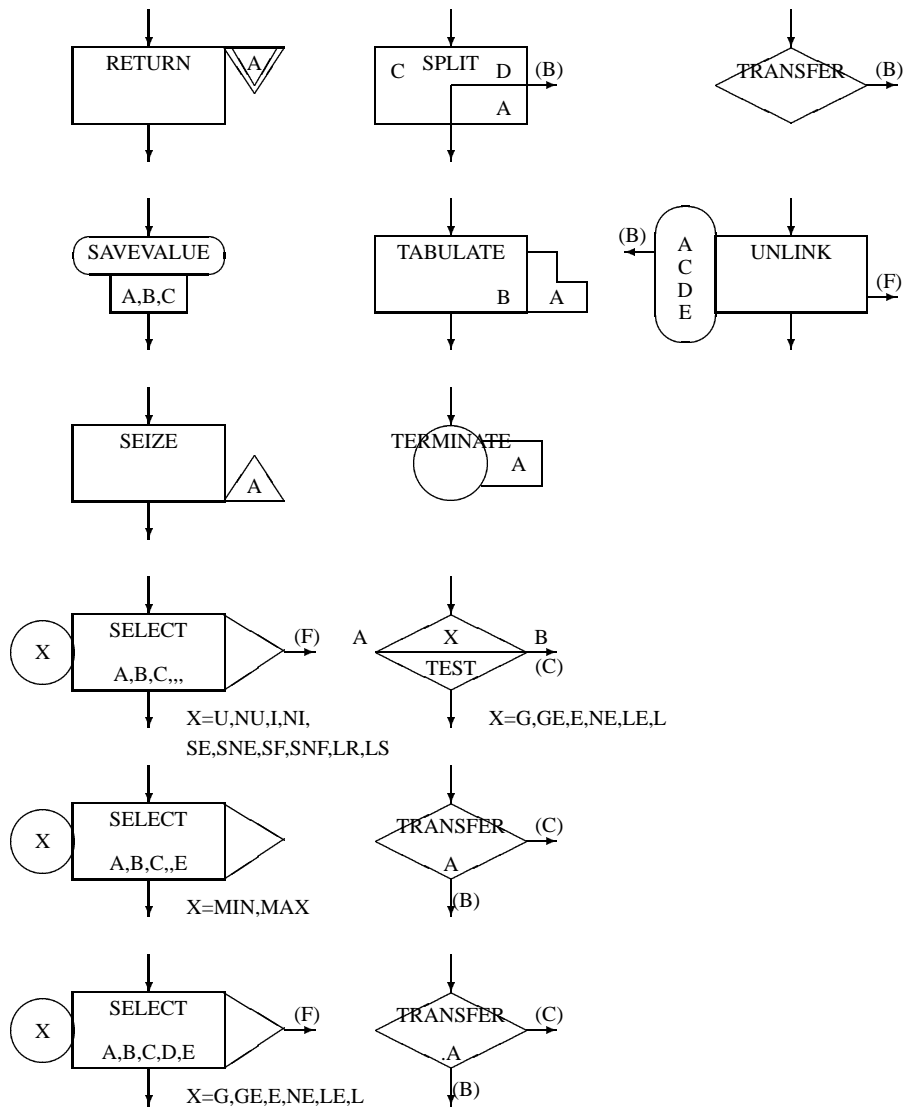 RETURN
A
C SPLIT D
(B)
A
TRANSFER
(B)
SAVEVALUE
A,B,C
TABULATE
B A
(B)
A
C
D
E
UNLINK
(F)
SEIZE
A
TERMINATE
A
X
SELECT
A,B,C,,,
(F)
X=U,NU,I,NI,
SE,SNE,SF,SNF,LR,LS
A X B
TEST (C)
X=G,GE,E,NE,LE,L
X
SELECT
A,B,C,,E
X=MIN,MAX
TRANSFER
A
(C)
(B)
X
SELECT
A,B,C,D,E
(F)
X=G,GE,E,NE,LE,L
TRANSFER
.A
(C)
(B)